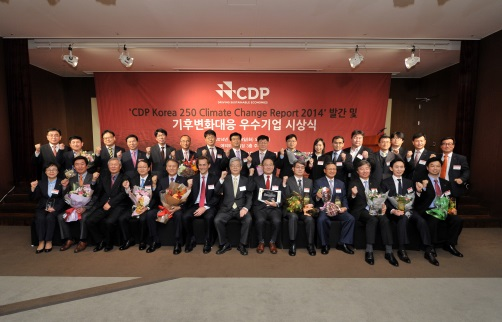 CDP
DRIVING SUSTAINABLE ECONOMIES
'CDP Korea 250 Climate Change Report 2014' 발간 및
기후변화대응 우수기업 시상식